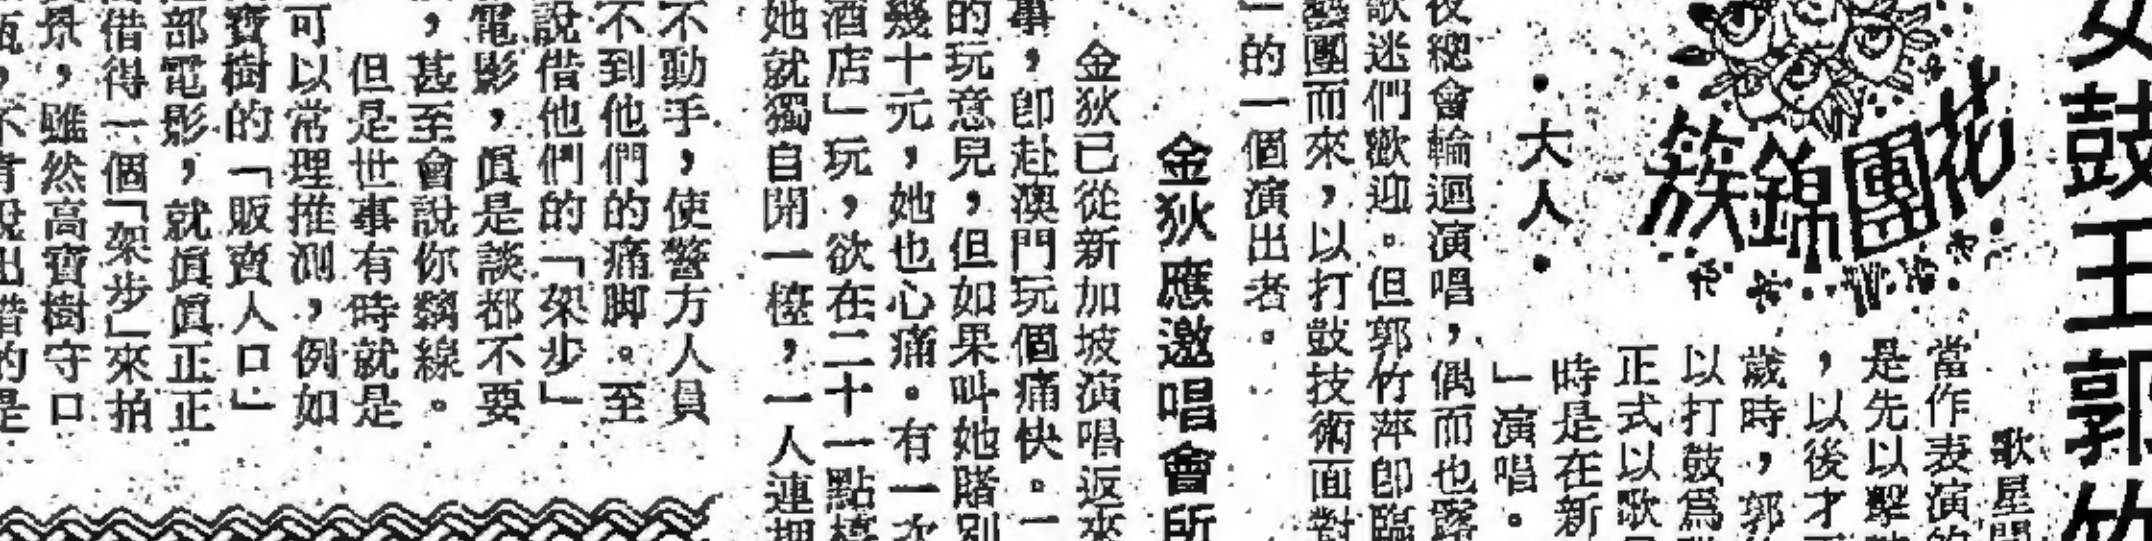 女鼓王郭竹
花團錦簇
•大人•
歌星
當作表演的
是先以擊
，以後才
歲時，郭
以打鼓爲
正式以歌
時是在新
」演唱。
夜總會輪迴演唱，偶而也露
歌迷們歡迎。但郭竹萍卽臨
藝團而來，以打鼓技術面對
一的一個演出者。
金狄應邀唱會所
金狄已從新加坡演唱返來
事，卽赴澳門玩個痛快。一
的玩意兒，但如果叫她賭別
幾十元，她也心痛。有一次
酒店」玩，欲在二十一點檯
她就獨自開一檯，一人連押
不動手，使警方人員
不到他們的痛脚。至
說借他們的「架步」
電影，眞是談都不要
，甚至會說你黐線。
但是世事有時就是
可以常理推測，例如
寶樹的「販賣人口」
部電影，就眞眞正正
借得一個「架步」來拍
景，雖然高寶樹守口
瓶，不肯說出借的是